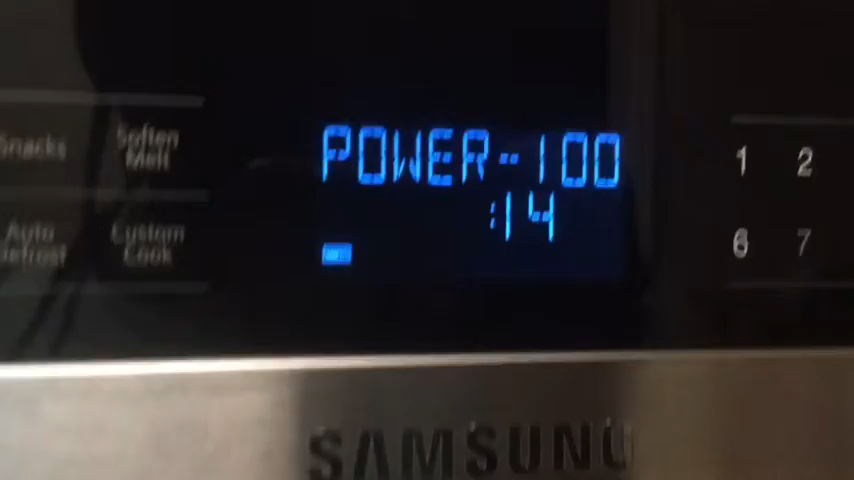 Snacks
Soften
Melt
POWER-100
1 2
:14
Auto
Defrost
Custom
Cook
6 7
SAMSUNG